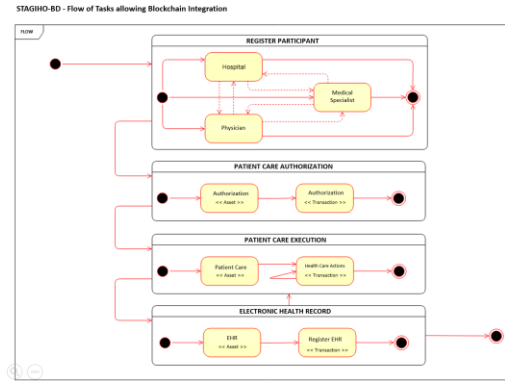 STAGIHO-BD - Flow of Tasks allowing Blockchain Integration
FLOW
REGISTER PARTICIPANT
Hospital
Medical
Specialist
Physician
PATIENT CARE AUTHORIZATION
Authorization
<< Asset >>
Authorization
<< Transaction >>
PATIENT CARE EXECUTION
Patient Care
<< Asset >>
Health Care Actions
<< Transaction >>
ELECTRONIC HEALTH RECORD
EHR
<< Asset >>
Register EHR
<< Transaction >>